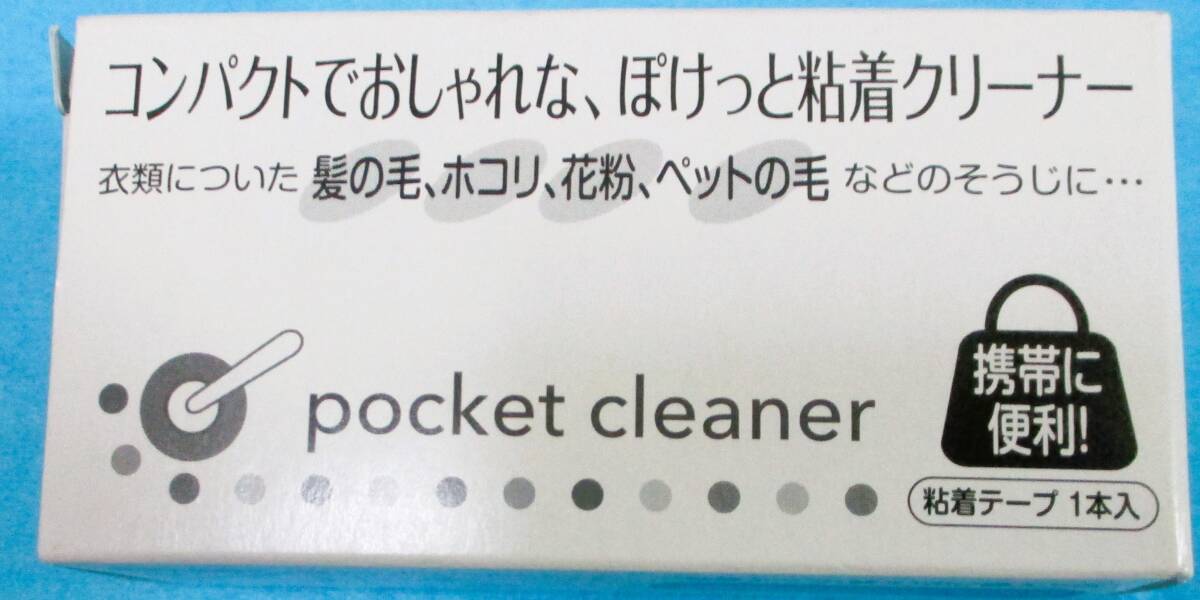 コンパクトでおしゃれな、ぽけっと粘着クリーナー
衣類についた 髪の毛、ホコリ、花粉、ペットの毛 などのそうじに…
pocket cleaner
携帯に
便利!
粘着テープ 1本入